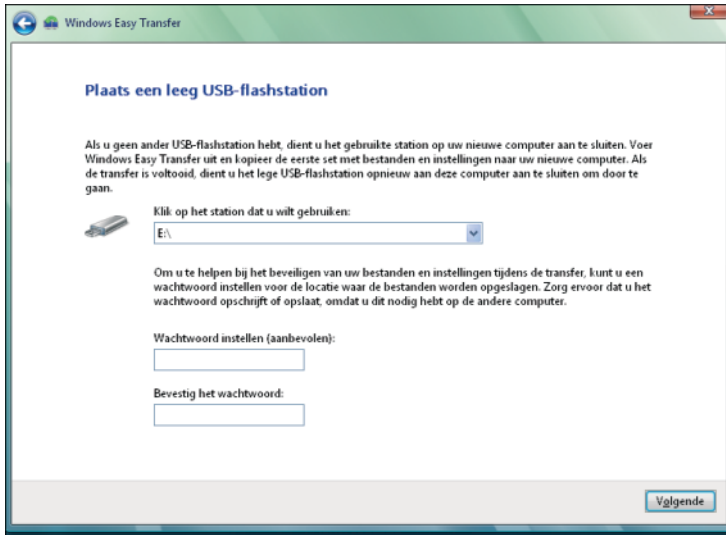 Windows Easy Transfer
Plaats een leeg USB-flashstation
Als u geen ander USB-flashstation hebt, dient u het gebruikte station op uw nieuwe computer aan te sluiten. Voer
Windows Easy Transfer uit en kopieer de eerste set met bestanden en instellingen naar uw nieuwe computer. Als
de transfer is voltooid, dient u het lege USB-flashstation opnieuw aan deze computer aan te sluiten om door te
gaan.
Klik op het station dat u wilt gebruiken:
E:\
Om u te helpen bij het beveiligen van uw bestanden en instellingen tijdens de transfer, kunt u een
wachtwoord instellen voor de locatie waar de bestanden worden opgeslagen. Zorg ervoor dat u het
wachtwoord opschrijft of opslaat, omdat u dit nodig hebt op de andere computer.
Wachtwoord instellen (aanbevolen):
Bevestig het wachtwoord:
Volgende